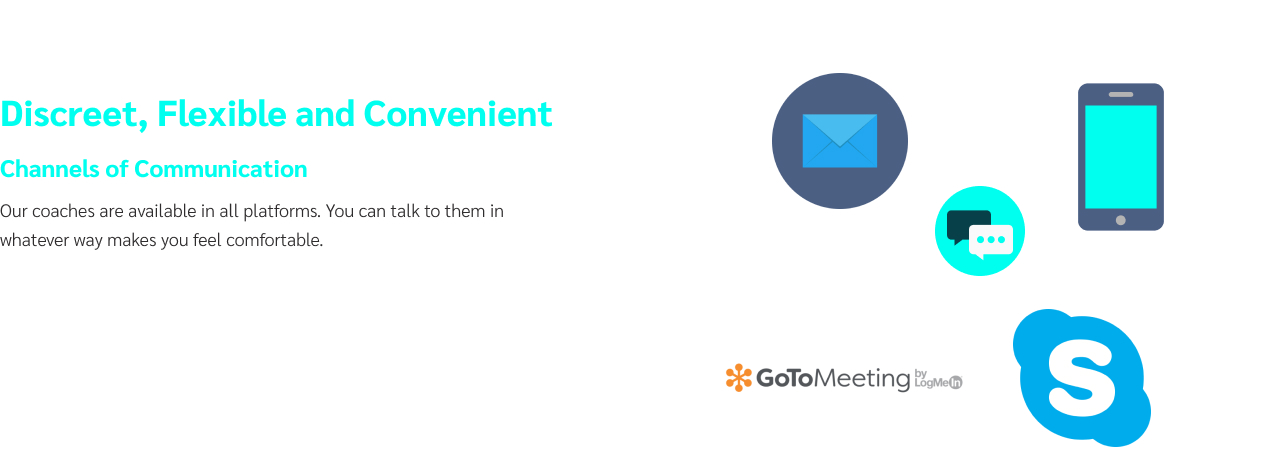 Discreet, Flexible and Convenient
Channels of Communication
Our coaches are available in all platforms. You can talk to them in
whatever way makes you feel comfortable.
GoToMeeting by LogMeIn
S